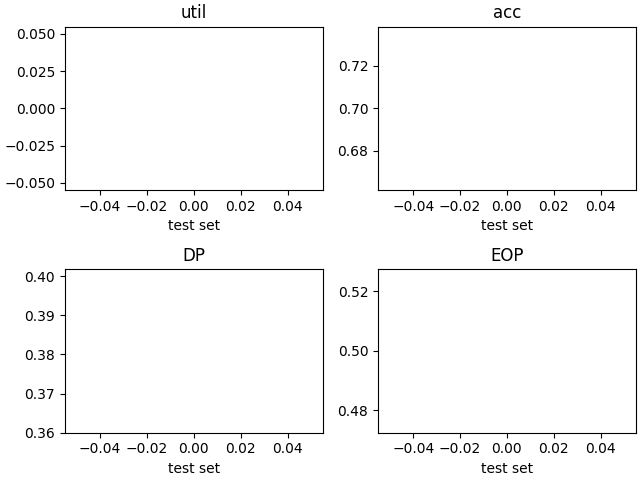 util
0.050
0.025
0.000
−0.025
−0.050
−0.04 −0.02 0.00 0.02 0.04
test set
acc
0.72
0.70
0.68
−0.04 −0.02 0.00 0.02 0.04
test set
DP
0.40
0.39
0.38
0.37
0.36
−0.04 −0.02 0.00 0.02 0.04
test set
EOP
0.52
0.50
0.48
−0.04 −0.02 0.00 0.02 0.04
test set